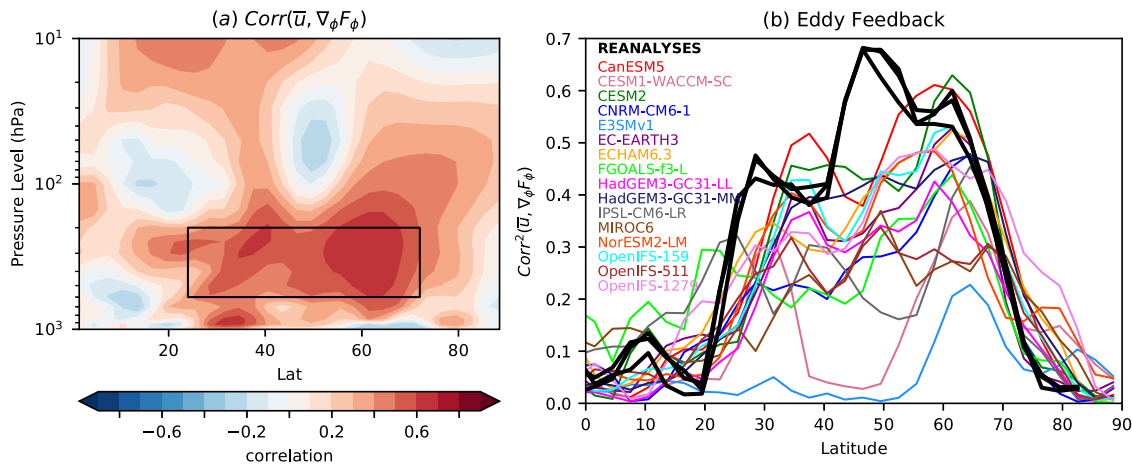 (a) Corr(u̅, ∇ϕFϕ)
10¹
10²
10³
Pressure Level (hPa)
20
40
60
80
Lat
−0.6
−0.2
0.2
0.6
correlation
(b) Eddy Feedback
0.7
0.6
0.5
0.4
0.3
0.2
0.1
0.0
Corr²(u̅, ∇ϕFϕ)
REANALYSES
CanESM5
CESM1-WACCM-SC
CESM2
CNRM-CM6-1
E3SMv1
EC-EARTH3
ECHAM6.3
FGOALS-f3-L
HadGEM3-GC31-LL
HadGEM3-GC31-MM
IPSL-CM6-LR
MIROC6
NorESM2-LM
OpenIFS-159
OpenIFS-511
OpenIFS-1279
0
10
20
30
40
50
60
70
80
90
Latitude